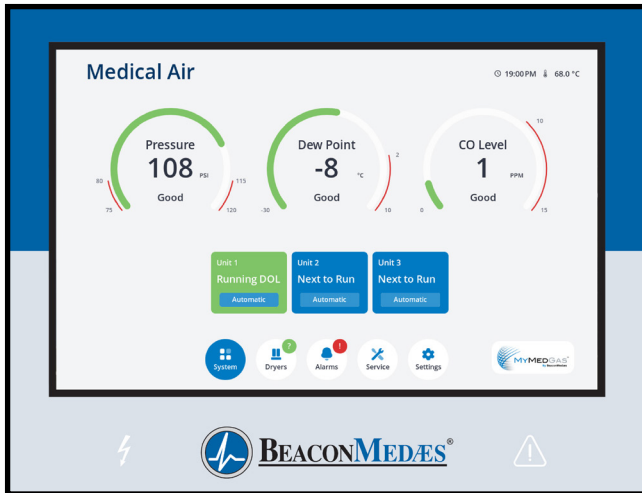 Medical Air
19:00 PM 68.0 °C
Pressure
108 PSI
Good
80
75
115
120
Dew Point
-8 °C
Good
-30
2
10
CO Level
1 PPM
Good
0
10
15
Unit 1
Running DOL
Automatic
Unit 2
Next to Run
Automatic
Unit 3
Next to Run
Automatic
System
?
Dryers
!
Alarms
Service
Settings
MYMEDGAS®
By BeaconMedaes
BEACONMEDÆS®